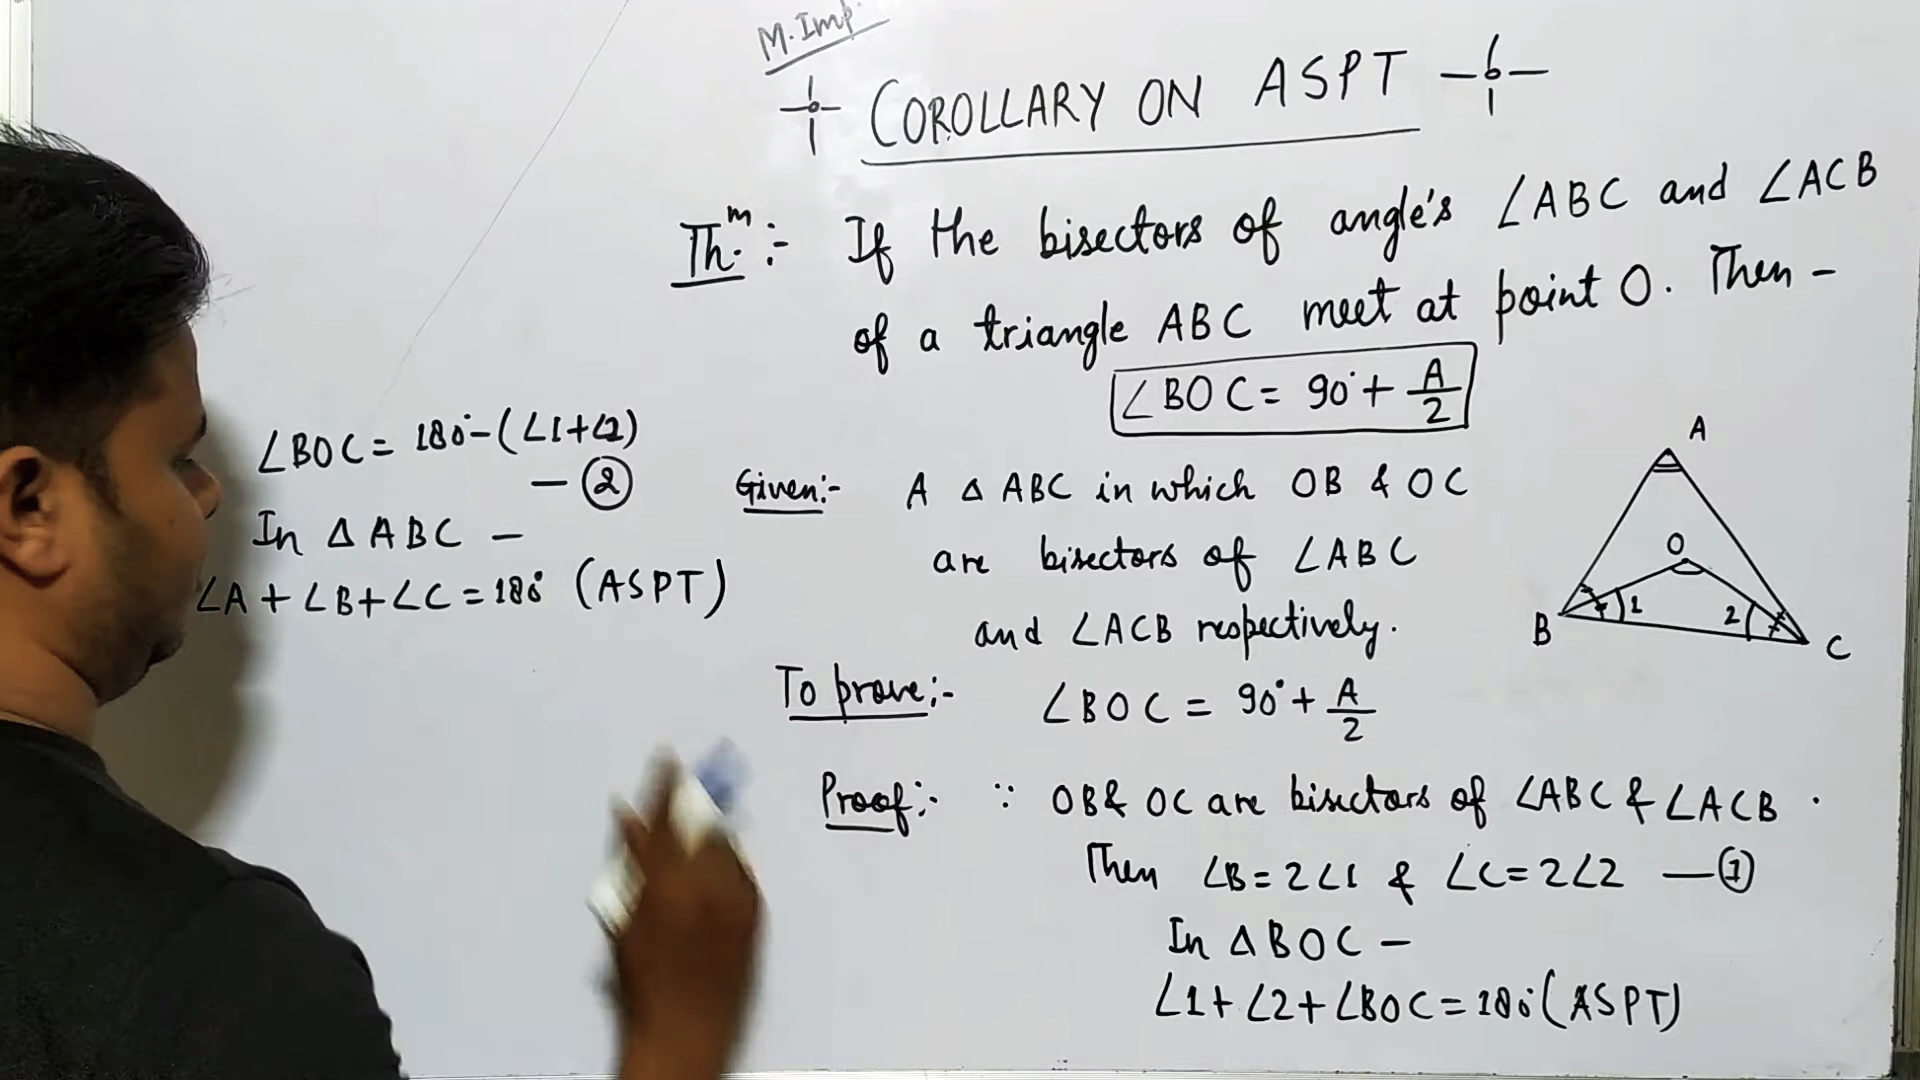 M. Imp.
COROLLARY ON ASPT
Thm. :- If the bisectors of angle's ∠ABC and ∠ACB
of a triangle ABC meet at point O. Then -
∠BOC = 90° + A/2
Given:- A △ ABC in which OB & OC
are bisectors of ∠ABC
and ∠ACB respectively.
To prove:- ∠BOC = 90° + A/2
Proof:- ∵ OB & OC are bisectors of ∠ABC & ∠ACB .
Then ∠B = 2∠1 & ∠C = 2∠2 — ①
In △ BOC —
∠1 + ∠2 + ∠BOC = 180° (ASPT)
∠BOC = 180° - (∠1 + ∠2)
— ②
In △ ABC —
∠A + ∠B + ∠C = 180° (ASPT)
A
O
B
1
2
C